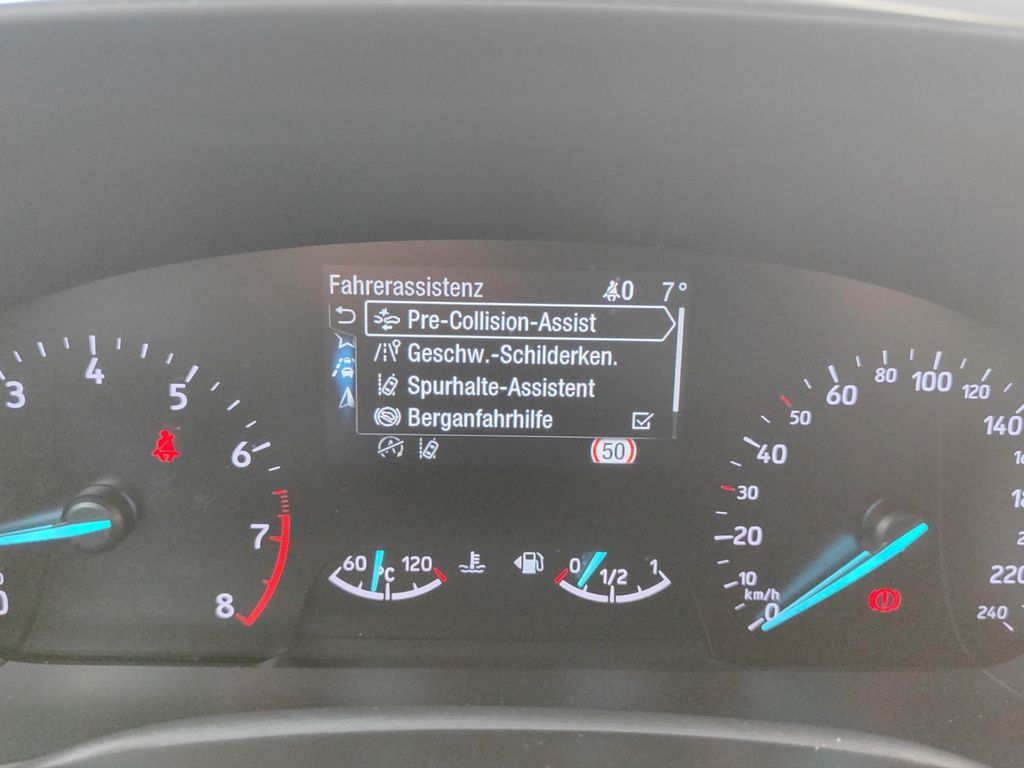 Fahrerassistenz 0 7°
Pre-Collision-Assist
Geschw.-Schilderken.
Spurhalte-Assistent
Berganfahrhilfe
50
3 4 5 6 7 8
60 °C 120
0 1/2 1
0 10 20 30 40 50 60 80 100 120 140
220
240
km/h